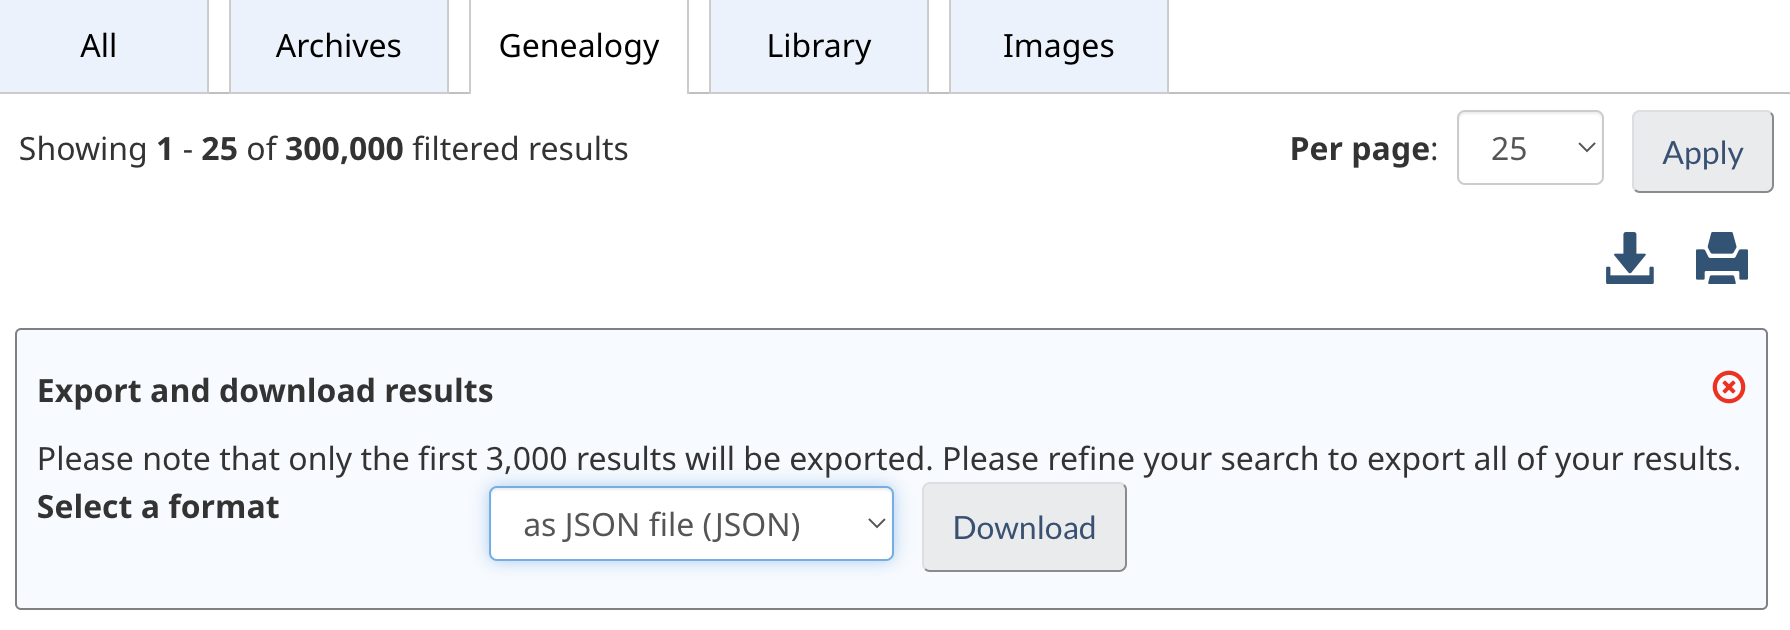 All Archives Genealogy Library Images
Showing 1 - 25 of 300,000 filtered results Per page: 25 Apply
Export and download results
Please note that only the first 3,000 results will be exported. Please refine your search to export all of your results.
Select a format as JSON file (JSON) Download